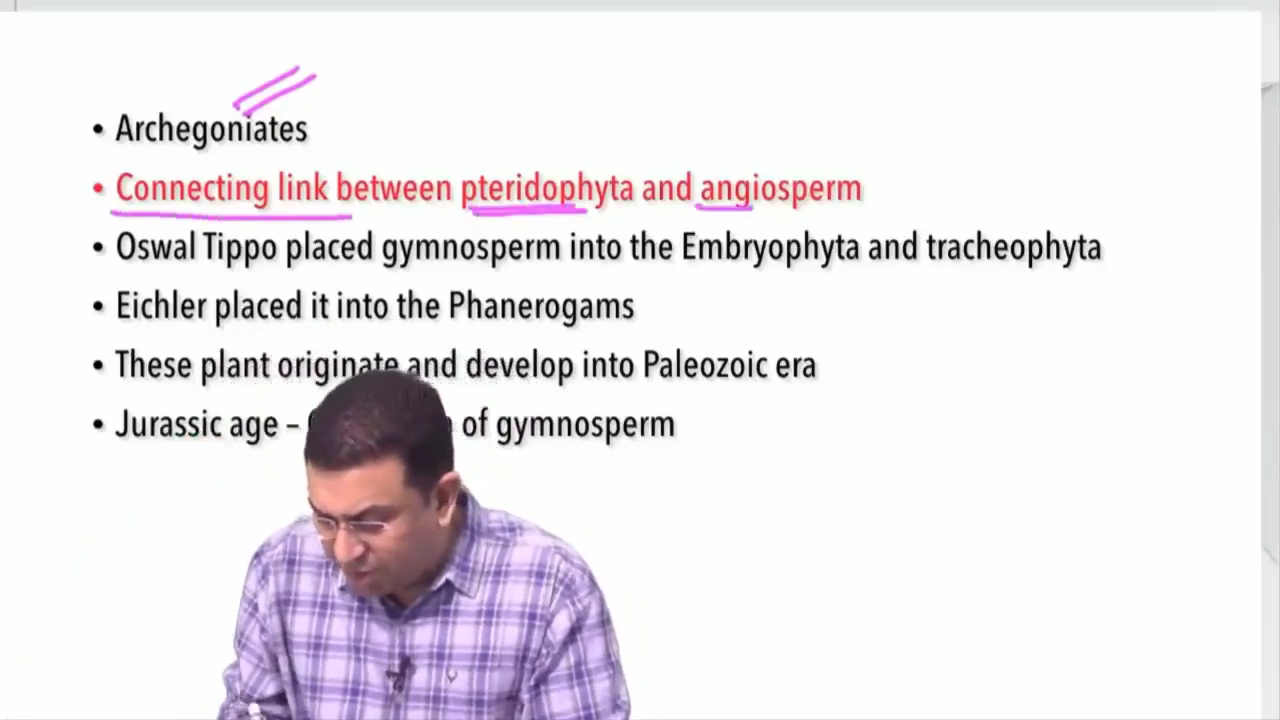 • Archegoniates
• Connecting link between pteridophyta and angiosperm
• Oswal Tippo placed gymnosperm into the Embryophyta and tracheophyta
• Eichler placed it into the Phanerogams
• These plant originate and develop into Paleozoic era
• Jurassic age – of gymnosperm